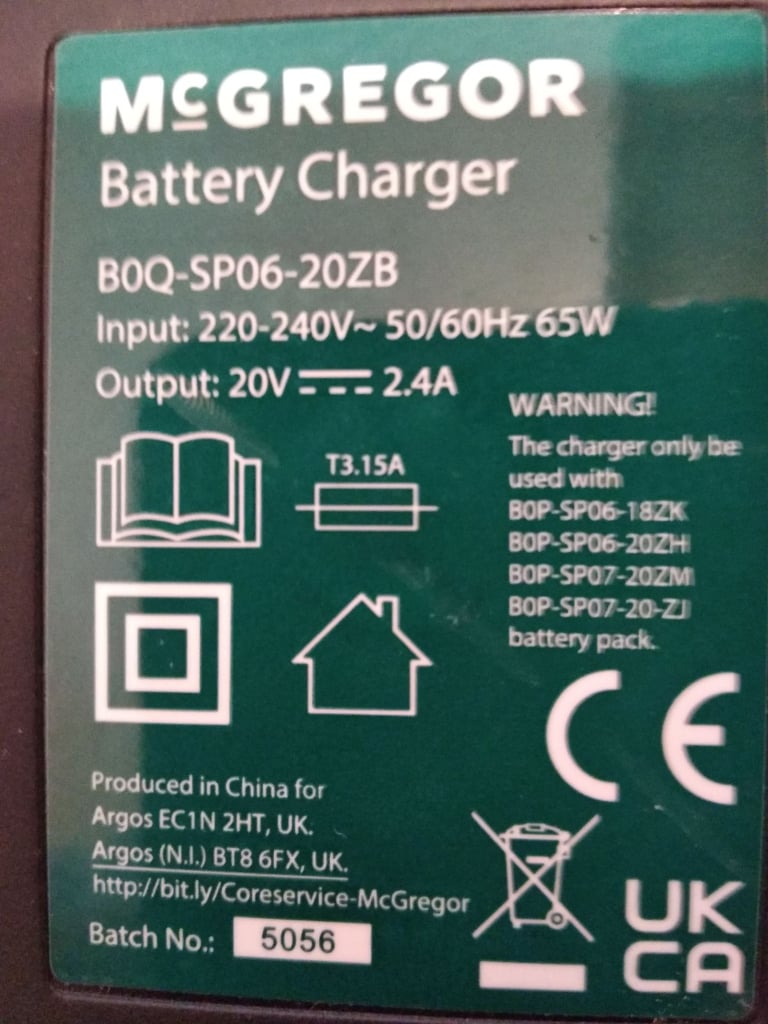 McGREGOR
Battery Charger
B0Q-SP06-20ZB
Input: 220-240V~ 50/60Hz 65W
Output: 20V ⎓ 2.4A
T3.15A
WARNING!
The charger only be
used with
B0P-SP06-18ZK
B0P-SP06-20ZH
B0P-SP07-20ZM
B0P-SP07-20-ZJ
battery pack.
CE
Produced in China for
Argos EC1N 2HT, UK.
Argos (N.I.) BT8 6FX, UK.
http://bit.ly/Coreservice-McGregor
Batch No.: 5056
UK
CA